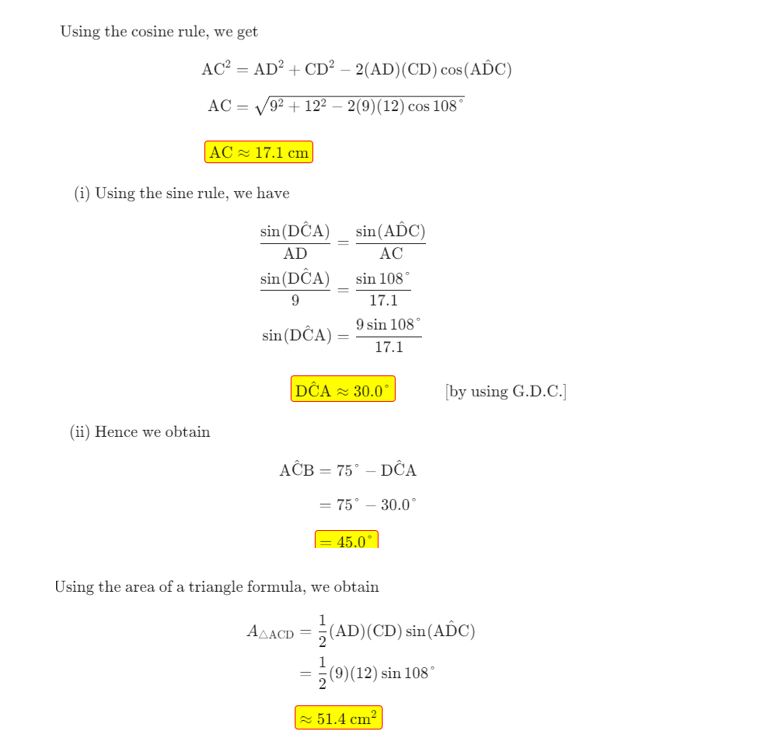 Using the cosine rule, we get
AC² = AD² + CD² − 2(AD)(CD) cos(AD̂C)
AC = √(9² + 12² − 2(9)(12) cos 108°)
AC ≈ 17.1 cm
(i) Using the sine rule, we have
sin(DĈA)/AD = sin(AD̂C)/AC
sin(DĈA)/9 = sin 108°/17.1
sin(DĈA) = 9 sin 108°/17.1
DĈA ≈ 30.0° [by using G.D.C.]
(ii) Hence we obtain
AĈB = 75° − DĈA
= 75° − 30.0°
= 45.0°
Using the area of a triangle formula, we obtain
A△ACD = 1/2 (AD)(CD) sin(AD̂C)
= 1/2 (9)(12) sin 108°
≈ 51.4 cm²